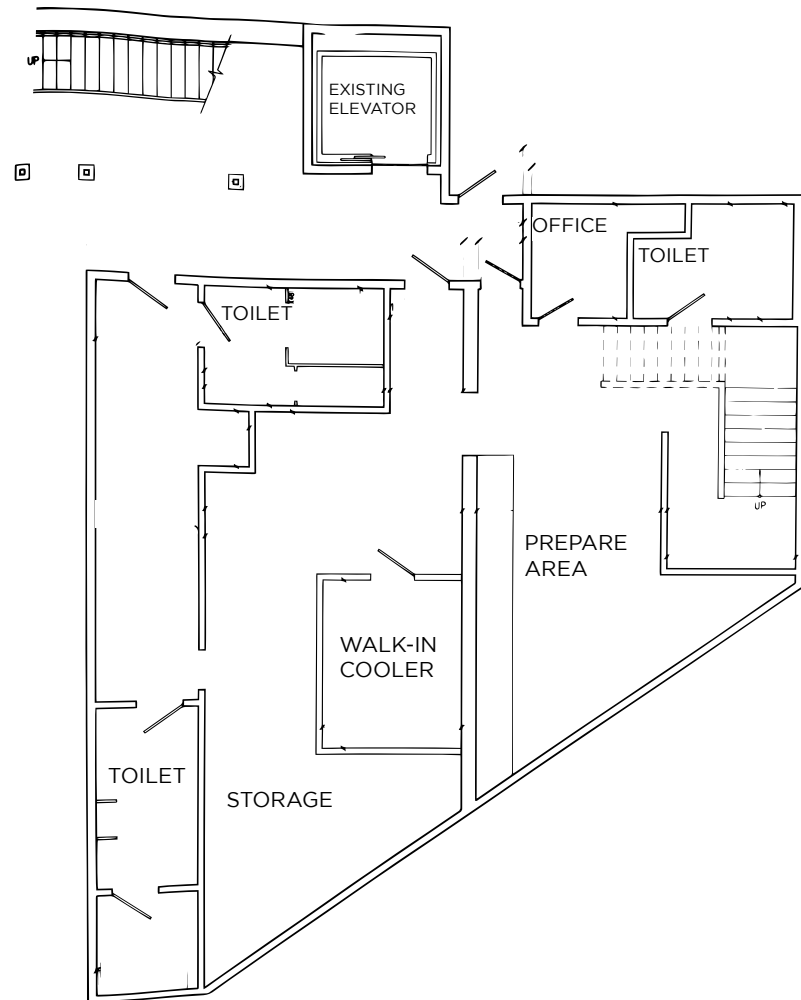 UP
EXISTING
ELEVATOR
OFFICE
TOILET
TOILET
UP
PREPARE
AREA
WALK-IN
COOLER
TOILET
STORAGE